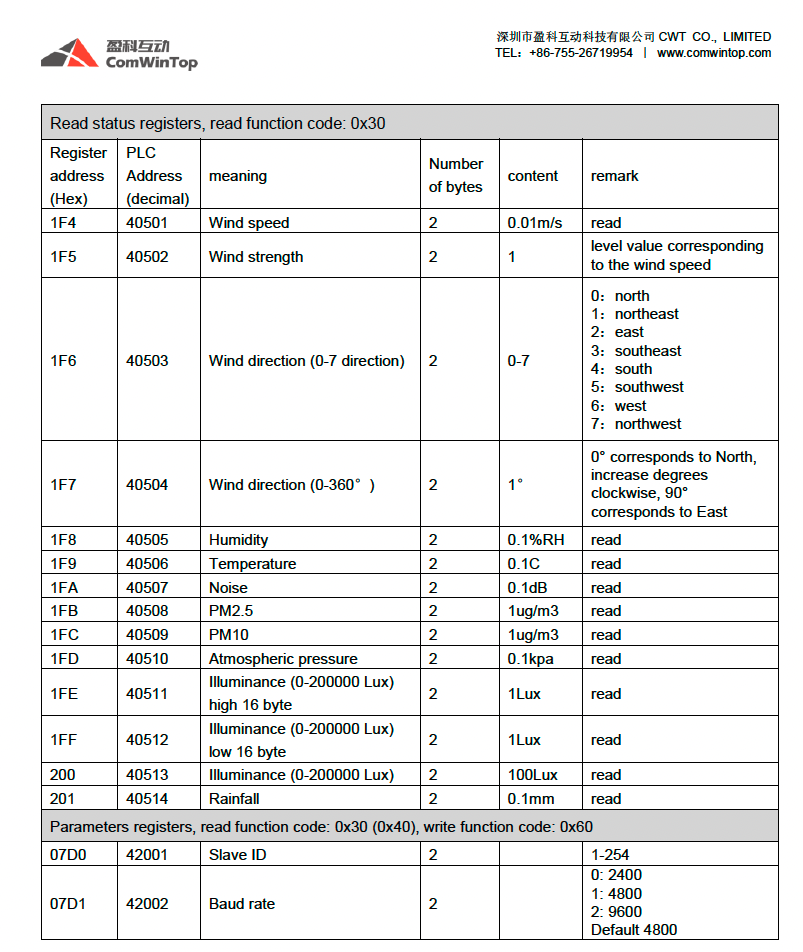 盈科互动
ComWinTop
深圳市盈科互动科技有限公司 CWT CO., LIMITED
TEL：+86-755-26719954 | www.comwintop.com
Read status registers, read function code: 0x30
Register address (Hex) PLC Address (decimal) meaning Number of bytes content remark
1F4 40501 Wind speed 2 0.01m/s read
1F5 40502 Wind strength 2 1 level value corresponding
to the wind speed
1F6 40503 Wind direction (0-7 direction) 2 0-7
0：north
1：northeast
2：east
3：southeast
4：south
5：southwest
6：west
7：northwest
1F7 40504 Wind direction (0-360°) 2 1°
0° corresponds to North,
increase degrees
clockwise, 90°
corresponds to East
1F8 40505 Humidity 2 0.1%RH read
1F9 40506 Temperature 2 0.1C read
1FA 40507 Noise 2 0.1dB read
1FB 40508 PM2.5 2 1ug/m3 read
1FC 40509 PM10 2 1ug/m3 read
1FD 40510 Atmospheric pressure 2 0.1kpa read
1FE 40511 Illuminance (0-200000 Lux) high 16 byte 2 1Lux read
1FF 40512 Illuminance (0-200000 Lux) low 16 byte 2 1Lux read
200 40513 Illuminance (0-200000 Lux) 2 100Lux read
201 40514 Rainfall 2 0.1mm read
Parameters registers, read function code: 0x30 (0x40), write function code: 0x60
07D0 42001 Slave ID 2 1-254
07D1 42002 Baud rate 2
0: 2400
1: 4800
2: 9600
Default 4800